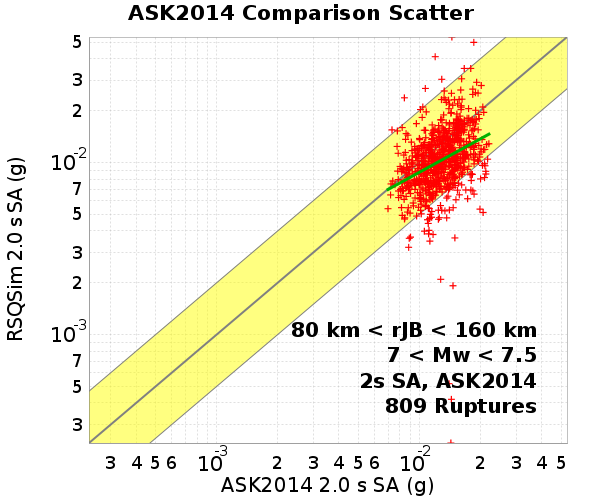 ASK2014 Comparison Scatter
RSQSim 2.0 s SA (g)
5
3
2
10-2
7
5
3
2
10-3
7
5
3
80 km < rJB < 160 km
7 < Mw < 7.5
2s SA, ASK2014
809 Ruptures
3 4 5 6 10-3 2 3 4 5 6 10-2 2 3 4 5
ASK2014 2.0 s SA (g)